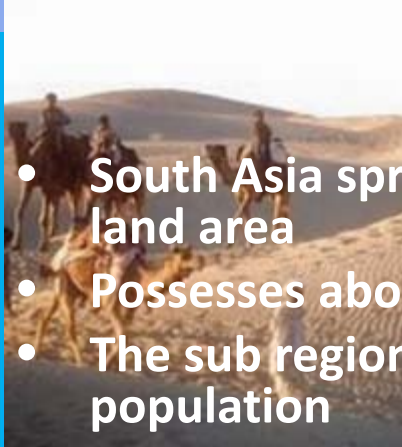 • South Asia spr
land area
• Possesses abo
• The sub region
population